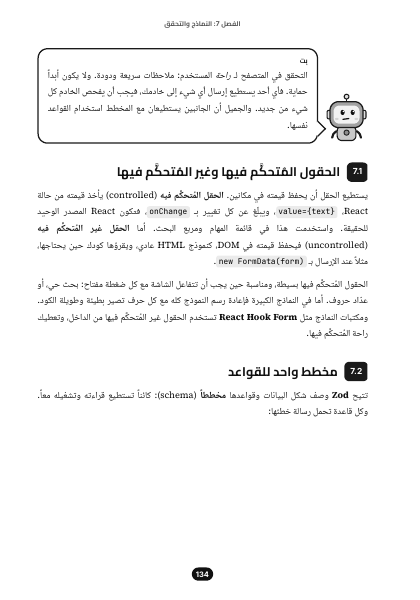 الفصل 7: النماذج والتحقق
بِت
التحقق في المتصفح لـ راحة المستخدم: ملاحظات سريعة ودودة. ولا يكون أبداً
حماية. فأي أحد يستطيع إرسال أي شيء إلى خادمك، فيجب أن يفحص الخادم كل
شيء من جديد. والجميل أن الجانبين يستطيعان مع المخطط استخدام القواعد
نفسها.
7.1 الحقول المُتحكَّم فيها وغير المُتحكَّم فيها
يستطيع الحقل أن يحفظ قيمته في مكانين. الحقل المُتحكَّم فيه (controlled) يأخذ قيمته من حالة
React، value={text}، ويبلّغ عن كل تغيير بـ onChange، فتكون React المصدر الوحيد
للحقيقة. واستخدمت هذا في قائمة المهام ومربع البحث. أما الحقل غير المُتحكَّم فيه
(uncontrolled) فيحفظ قيمته في DOM، كنموذج HTML عادي، ويقرؤها كودك حين يحتاجها،
مثلاً عند الإرسال بـ new FormData(form).
الحقول المُتحكَّم فيها بسيطة، ومناسبة حين يجب أن تتفاعل الشاشة مع كل ضغطة مفتاح: بحث حي، أو
عدّاد حروف. أما في النماذج الكبيرة فإعادة رسم النموذج كله مع كل حرف تصير بطيئة وطويلة الكود.
ومكتبات النماذج مثل React Hook Form تستخدم الحقول غير المُتحكَّم فيها من الداخل، وتعطيك
راحة المُتحكَّم فيها.
7.2 مخطط واحد للقواعد
تتيح Zod وصف شكل البيانات وقواعدها مخططاً (schema): كائناً تستطيع قراءته وتشغيله معاً.
وكل قاعدة تحمل رسالة خطئها:
134